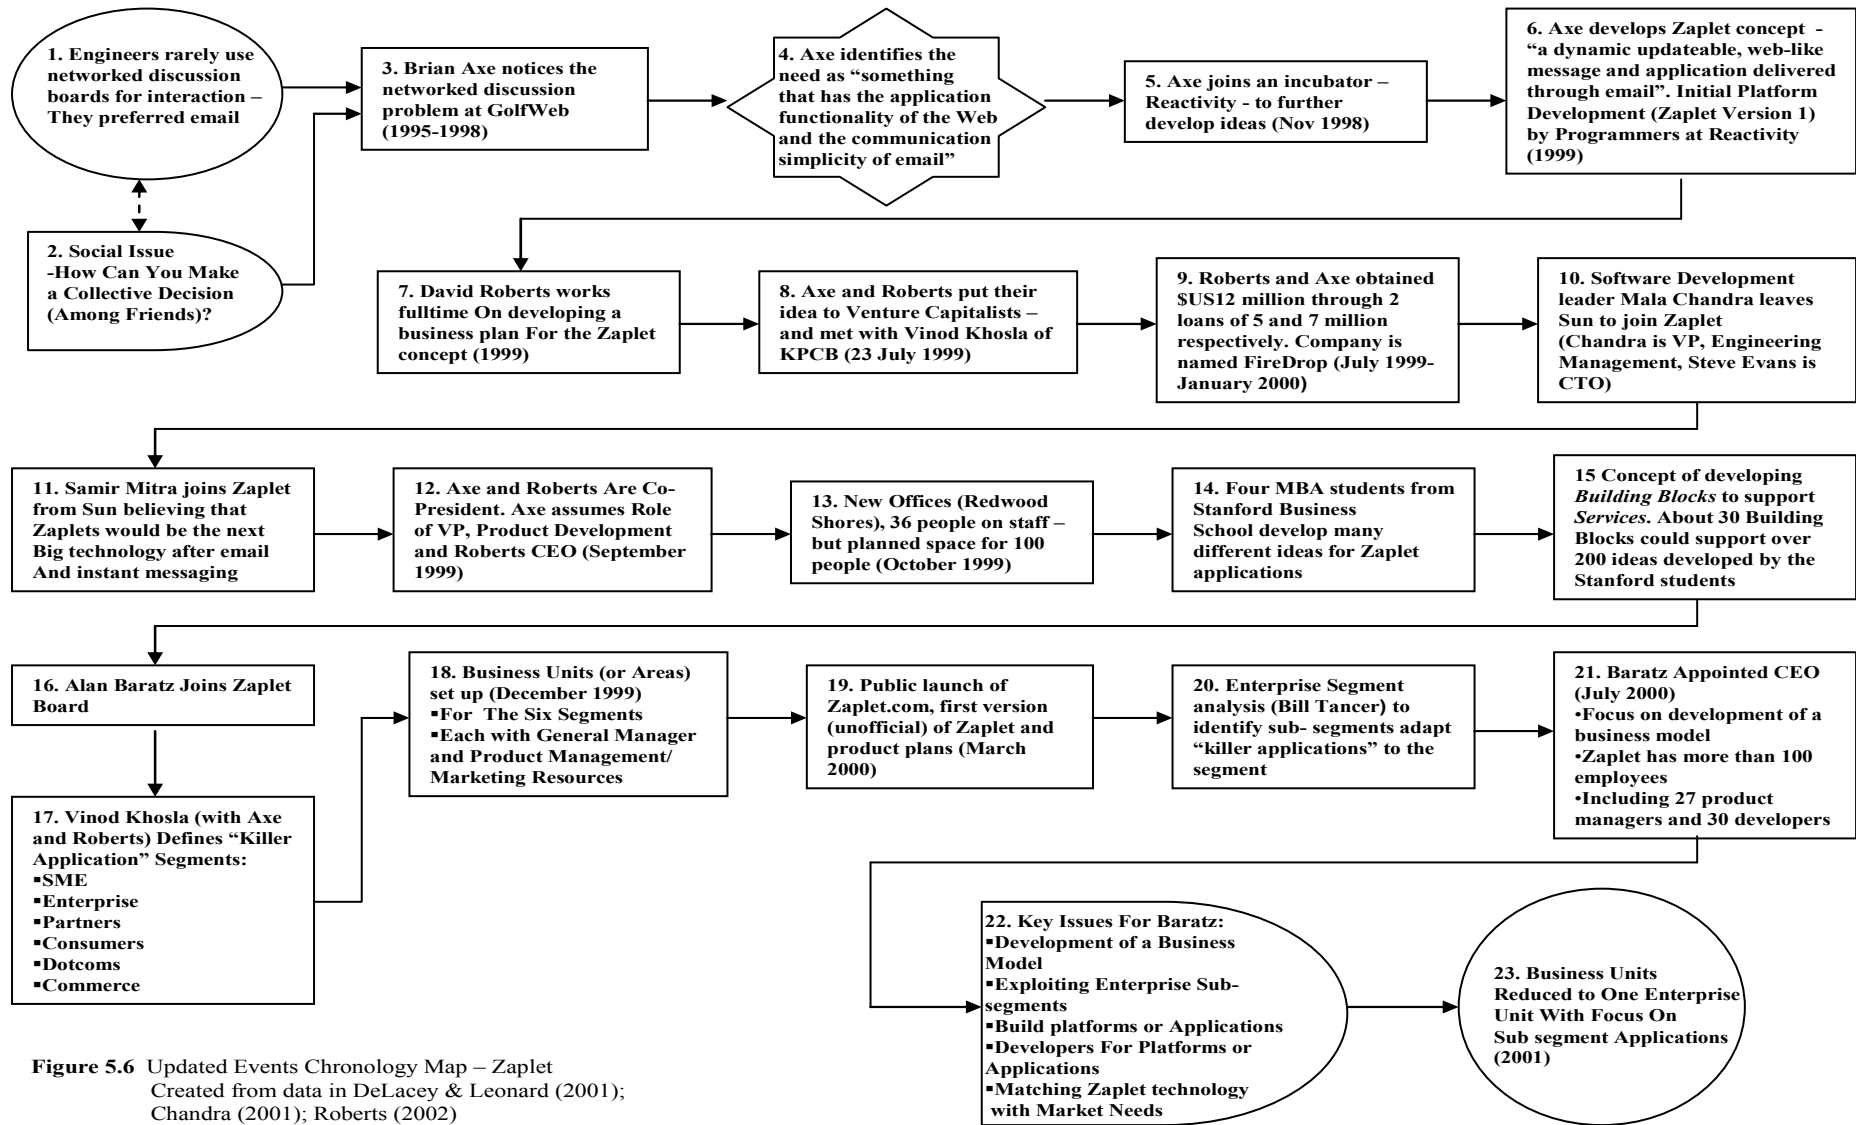 1. Engineers rarely use
networked discussion
boards for interaction –
They preferred email
2. Social Issue
-How Can You Make
a Collective Decision
(Among Friends)?
3. Brian Axe notices the
networked discussion
problem at GolfWeb
(1995-1998)
4. Axe identifies the
need as “something
that has the application
functionality of the Web
and the communication
simplicity of email”
5. Axe joins an incubator –
Reactivity - to further
develop ideas (Nov 1998)
6. Axe develops Zaplet concept -
“a dynamic updateable, web-like
message and application delivered
through email”. Initial Platform
Development (Zaplet Version 1)
by Programmers at Reactivity
(1999)
7. David Roberts works
fulltime On developing a
business plan For the Zaplet
concept (1999)
8. Axe and Roberts put their
idea to Venture Capitalists –
and met with Vinod Khosla of
KPCB (23 July 1999)
9. Roberts and Axe obtained
$US12 million through 2
loans of 5 and 7 million
respectively. Company is
named FireDrop (July 1999-
January 2000)
10. Software Development
leader Mala Chandra leaves
Sun to join Zaplet
(Chandra is VP, Engineering
Management, Steve Evans is
CTO)
11. Samir Mitra joins Zaplet
from Sun believing that
Zaplets would be the next
Big technology after email
And instant messaging
12. Axe and Roberts Are Co-
President. Axe assumes Role
of VP, Product Development
and Roberts CEO (September
1999)
13. New Offices (Redwood
Shores), 36 people on staff –
but planned space for 100
people (October 1999)
14. Four MBA students from
Stanford Business
School develop many
different ideas for Zaplet
applications
15 Concept of developing
Building Blocks to support
Services. About 30 Building
Blocks could support over
200 ideas developed by the
Stanford students
16. Alan Baratz Joins Zaplet
Board
17. Vinod Khosla (with Axe
and Roberts) Defines “Killer
Application” Segments:
▪SME
▪Enterprise
▪Partners
▪Consumers
▪Dotcoms
▪Commerce
18. Business Units (or Areas)
set up (December 1999)
▪For The Six Segments
▪Each with General Manager
and Product Management/
Marketing Resources
19. Public launch of
Zaplet.com, first version
(unofficial) of Zaplet and
product plans (March
2000)
20. Enterprise Segment
analysis (Bill Tancer) to
identify sub- segments adapt
“killer applications” to the
segment
21. Baratz Appointed CEO
(July 2000)
•Focus on development of a
business model
•Zaplet has more than 100
employees
•Including 27 product
managers and 30 developers
22. Key Issues For Baratz:
▪Development of a Business
Model
▪Exploiting Enterprise Sub-
segments
▪Build platforms or Applications
▪Developers For Platforms or
Applications
▪Matching Zaplet technology
with Market Needs
23. Business Units
Reduced to One Enterprise
Unit With Focus On
Sub segment Applications
(2001)
Figure 5.6 Updated Events Chronology Map – Zaplet
Created from data in DeLacey & Leonard (2001);
Chandra (2001); Roberts (2002)